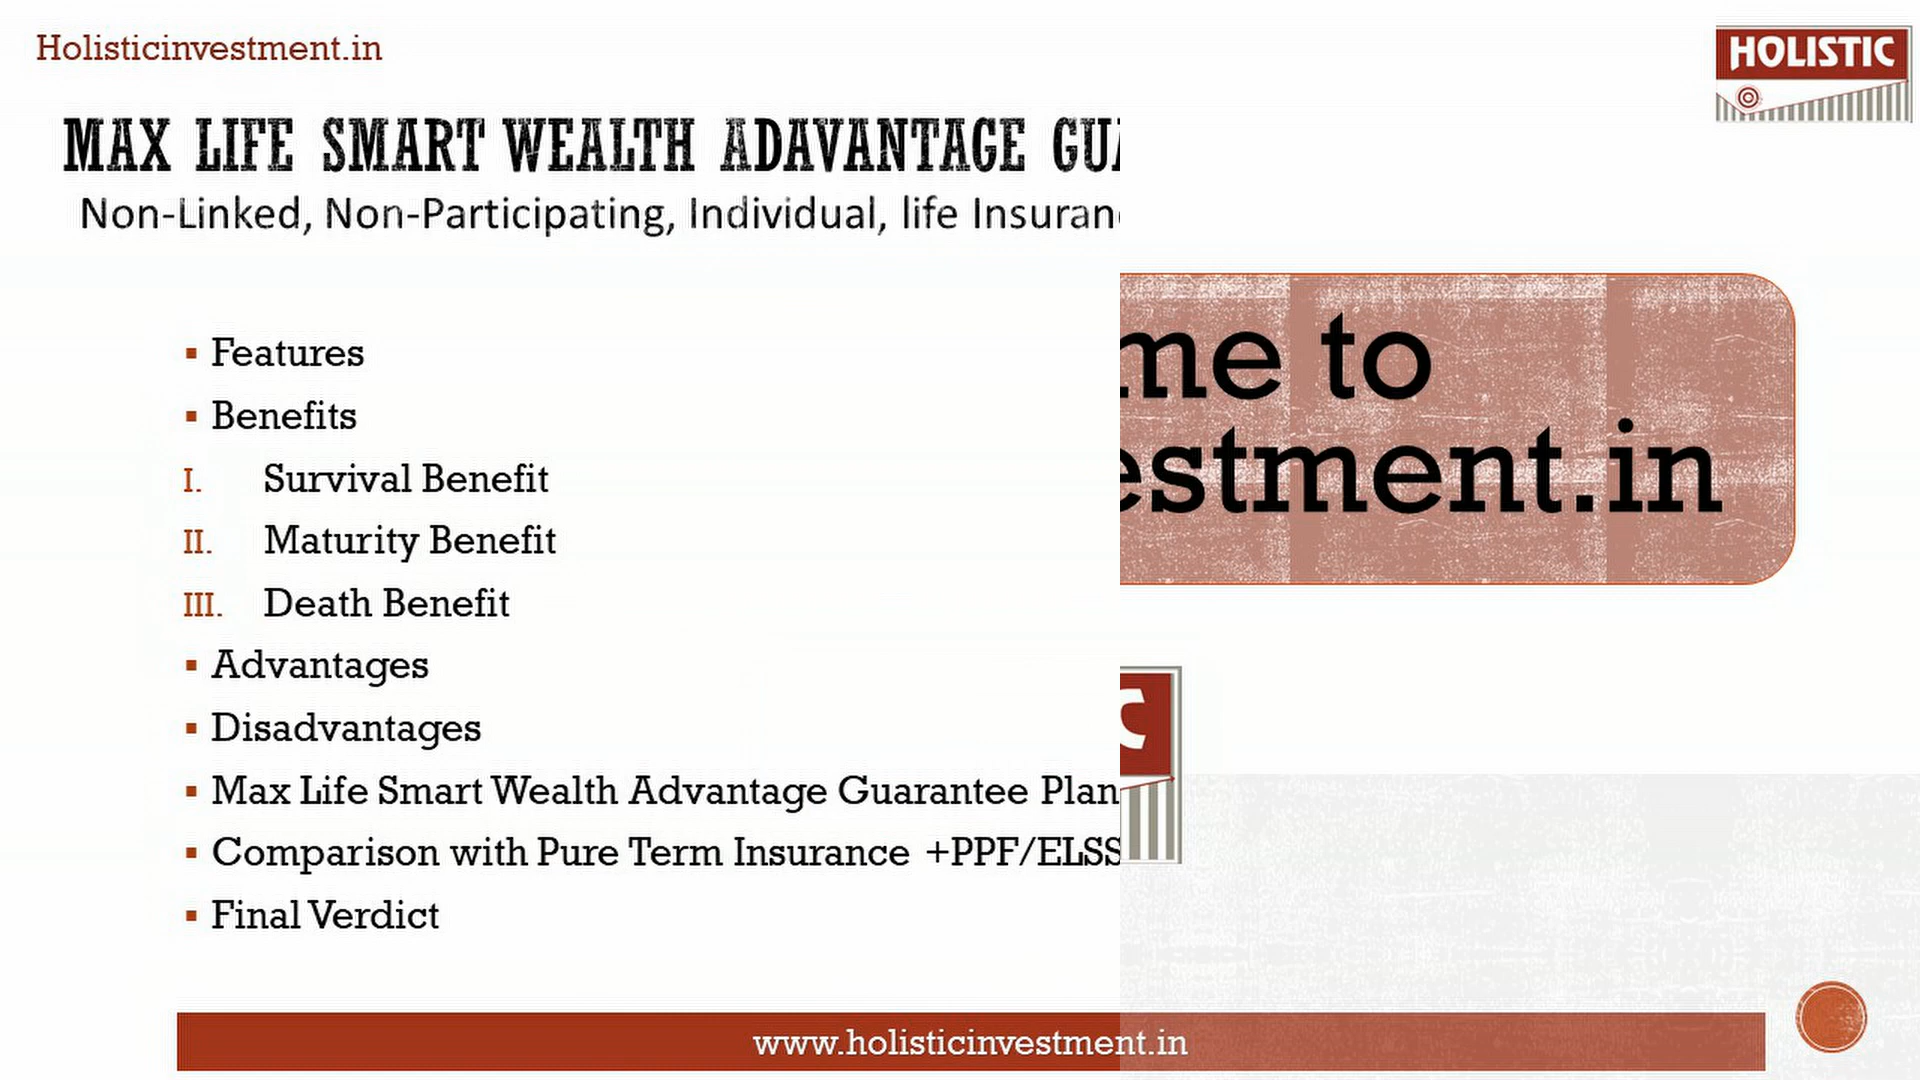 Holisticinvestment.in
HOLISTIC
MAX LIFE SMART WEALTH ADAVANTAGE
Non-Linked, Non-Participating, Individual, life
me to
estment.in
▪ Features
▪ Benefits
I. Survival Benefit
II. Maturity Benefit
III. Death Benefit
▪ Advantages
▪ Disadvantages
▪ Max Life Smart Wealth Advantage Guarantee Plan
▪ Comparison with Pure Term Insurance +PPF/ELSS
▪ Final Verdict
www.holisticinvestment.in